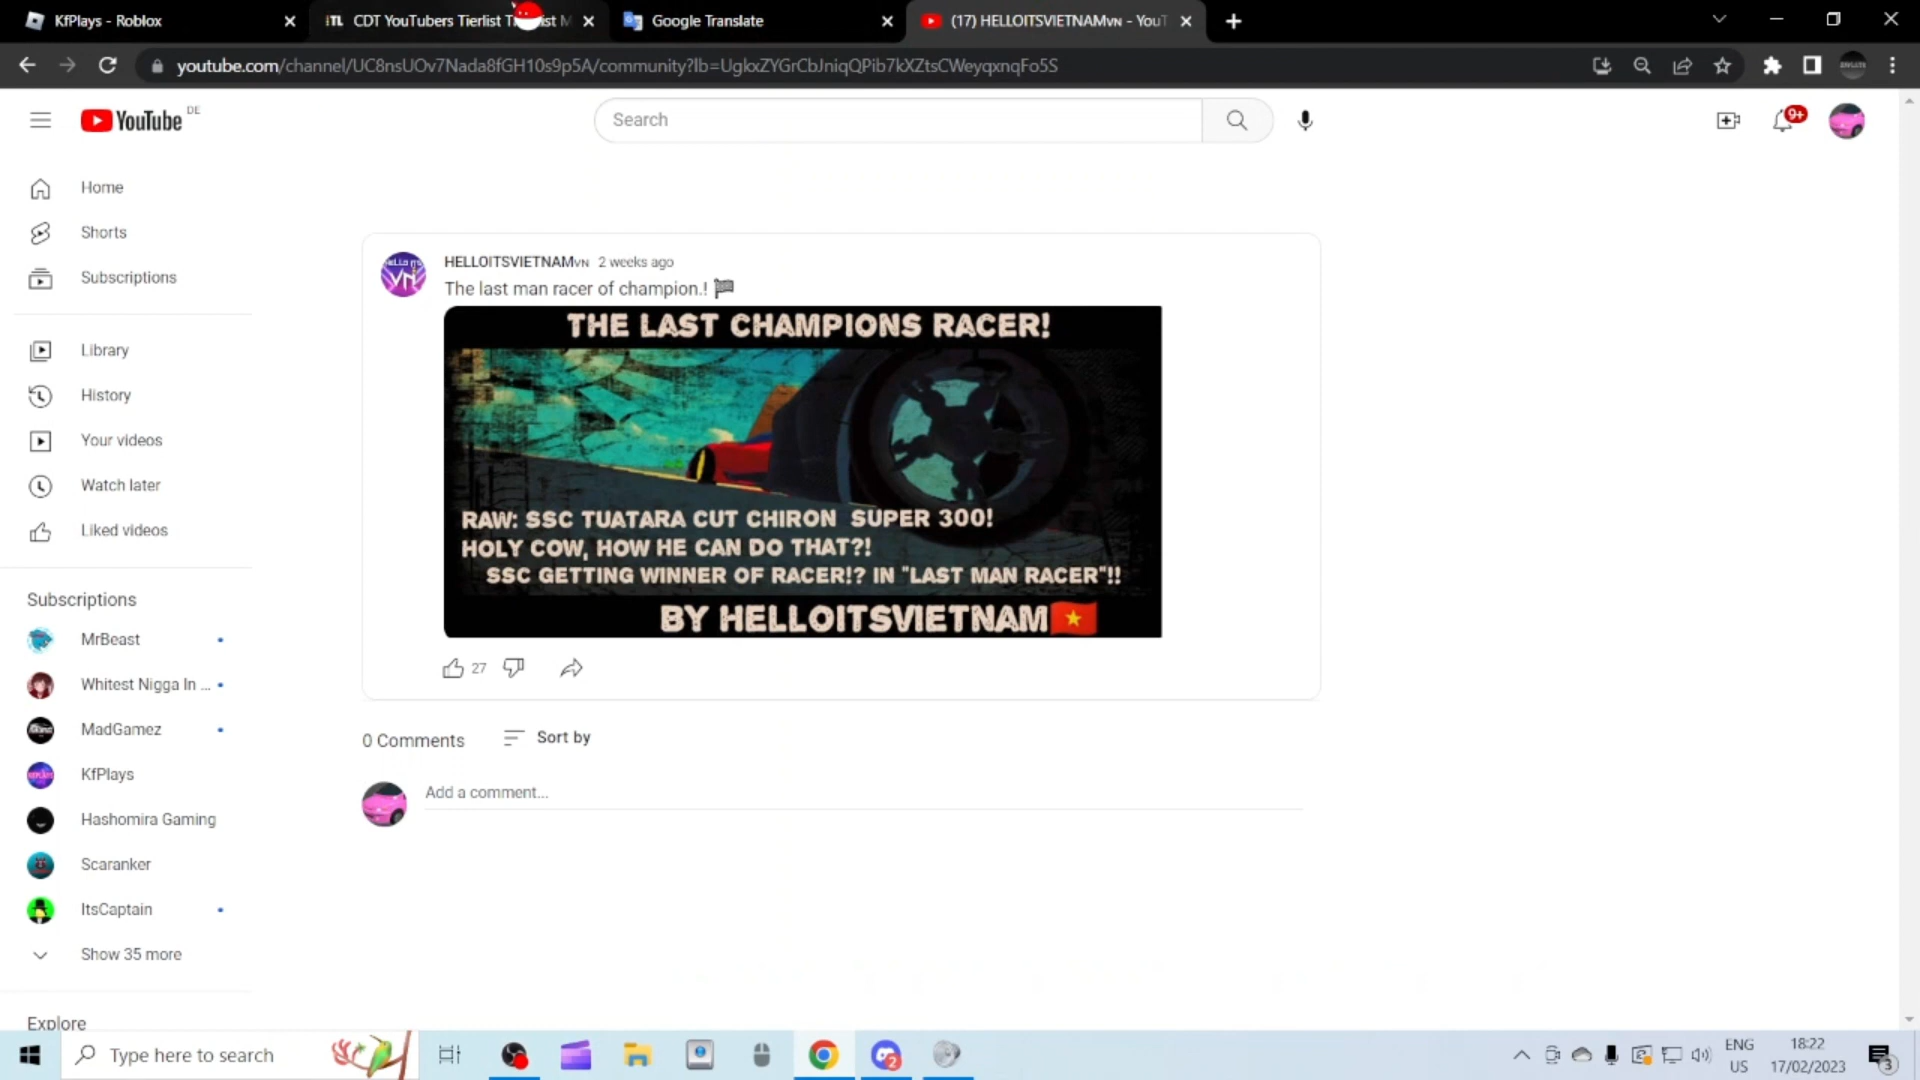 KfPlays - Roblox
CDT YouTubers Tierlist
Google Translate
(17) HELLOITSVIETNAMVN - YouT
youtube.com/channel/UC8nsUOv7Nada8fGH10s9p5A/community?lb=UgkxZYGrCbJniqQPib7kXZtsCWeyqxnqFo5S
YouTube DE
Search
9+
Home
Shorts
Subscriptions
Library
History
Your videos
Watch later
Liked videos
Subscriptions
MrBeast
Whitest Nigga In ...
MadGamez
KfPlays
Hashomira Gaming
Scaranker
ItsCaptain
Show 35 more
Explore
HELLOITSVIETNAMVN 2 weeks ago
The last man racer of champion.! 🏁
THE LAST CHAMPIONS RACER!
RAW: SSC TUATARA CUT CHIRON SUPER 300!
HOLY COW, HOW HE CAN DO THAT?!
SSC GETTING WINNER OF RACER!? IN "LAST MAN RACER"!!
BY HELLOITSVIETNAM
27
0 Comments
Sort by
Add a comment...
Type here to search
2
ENG
US
18:22
17/02/2023
3